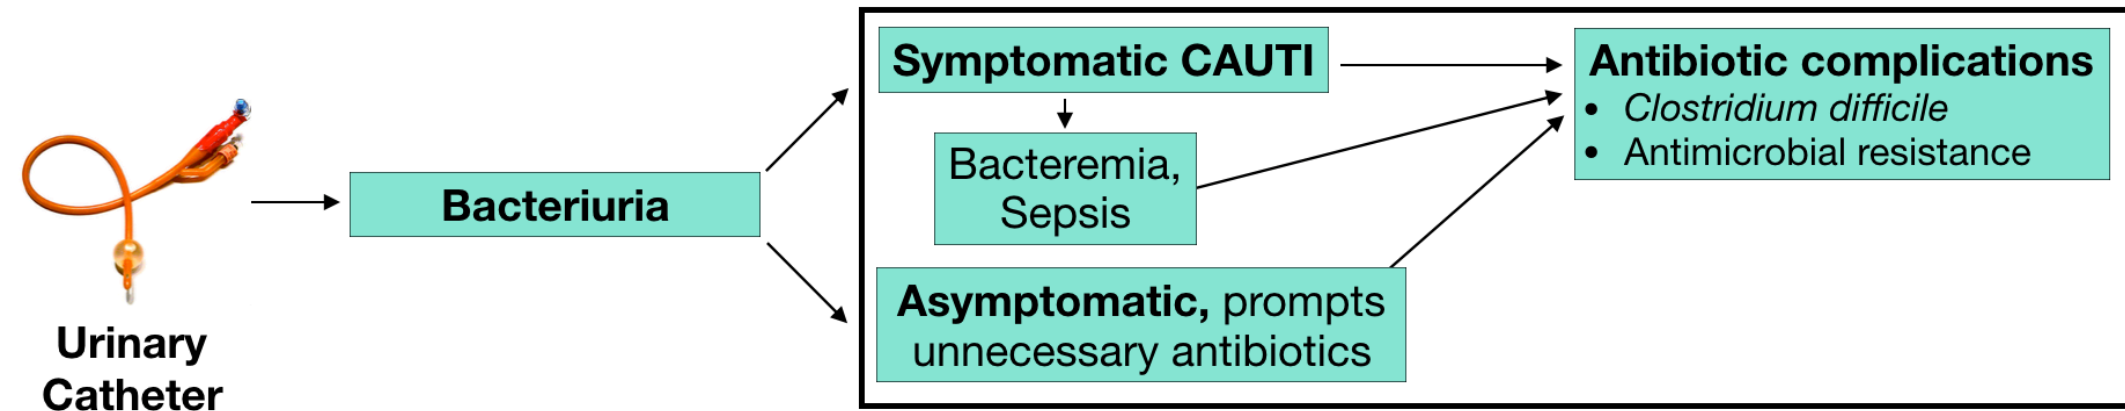 Urinary
Catheter
Bacteriuria
Symptomatic CAUTI
Bacteremia,
Sepsis
Asymptomatic, prompts
unnecessary antibiotics
Antibiotic complications
• Clostridium difficile
• Antimicrobial resistance